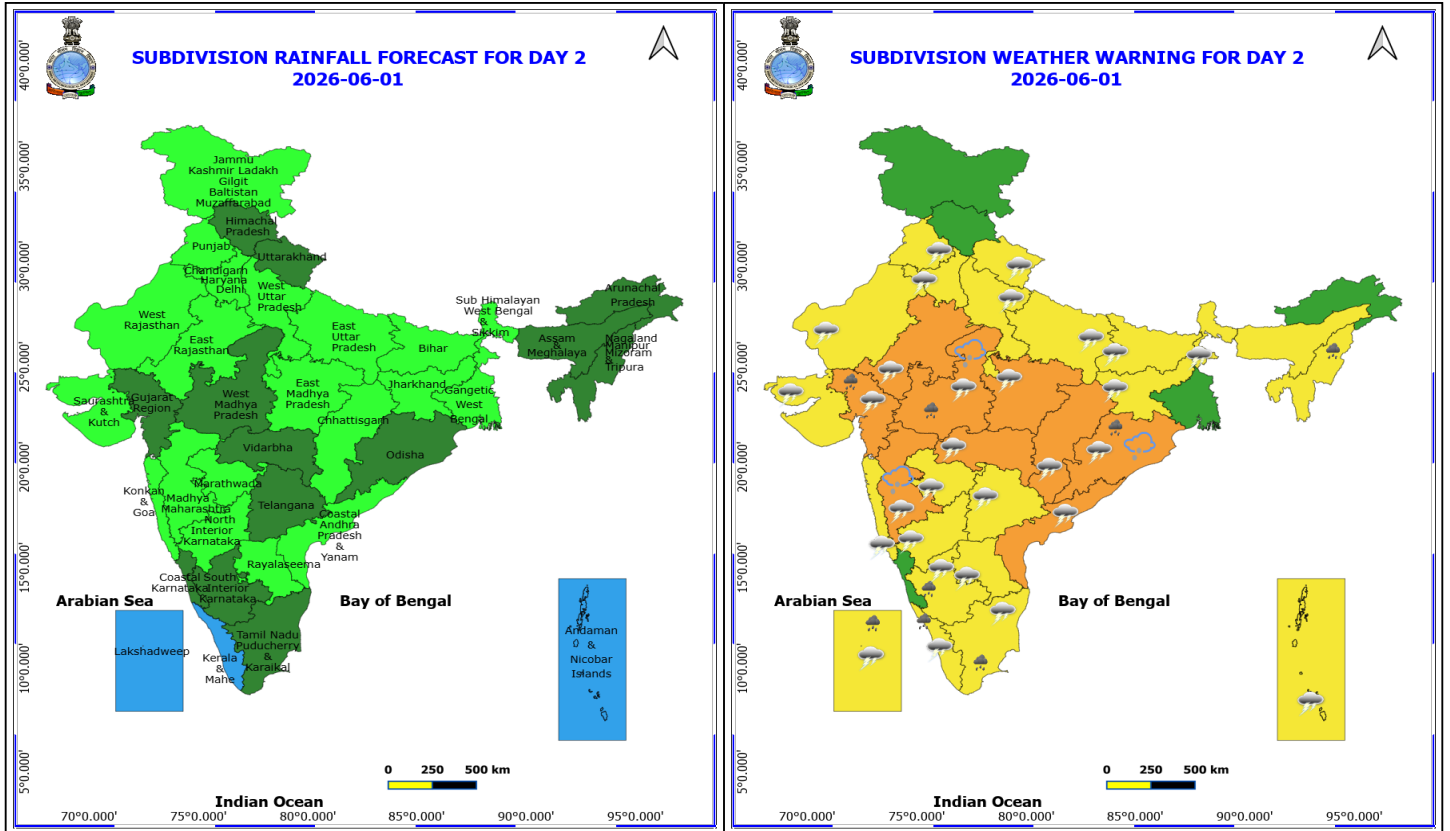 SUBDIVISION RAINFALL FORECAST FOR DAY 2
2026-06-01
40°0.000'
35°0.000'
30°0.000'
25°0.000'
20°0.000'
15°0.000'
10°0.000'
5°0.000'
Jammu
Kashmir Ladakh
Gilgit
Baltistan
Muzaffarabad
Himachal
Pradesh
Punjab
Uttarakhand
Chandigarh
Haryana
Delhi
West
Uttar
Pradesh
West
Rajasthan
East
Rajasthan
East
Uttar
Pradesh
Bihar
Sub Himalayan
West Bengal
&
Sikkim
Arunachal
Pradesh
Assam
&
Meghalaya
Nagaland
Manipur
Mizoram
&
Tripura
Saurashtra
&
Kutch
Gujarat
Region
West
Madhya
Pradesh
East
Madhya
Pradesh
Jharkhand
Gangetic
West
Bengal
Chhattisgarh
Vidarbha
Odisha
Konkan
&
Goa
Marathwada
Madhya
Maharashtra
Telangana
North
Interior
Karnataka
Coastal
Andhra
Pradesh
&
Yanam
Rayalaseema
Coastal
Karnataka
South
Interior
Karnataka
Tamil Nadu
Puducherry
&
Karaikal
Kerala
&
Mahe
Lakshadweep
Andaman
&
Nicobar
Islands
Arabian Sea
Bay of Bengal
Indian Ocean
0 250 500 km
70°0.000' 75°0.000' 80°0.000' 85°0.000' 90°0.000' 95°0.000'
SUBDIVISION WEATHER WARNING FOR DAY 2
2026-06-01
40°0.000'
35°0.000'
30°0.000'
25°0.000'
20°0.000'
15°0.000'
10°0.000'
5°0.000'
Arabian Sea
Bay of Bengal
Indian Ocean
0 250 500 km
70°0.000' 75°0.000' 80°0.000' 85°0.000' 90°0.000' 95°0.000'